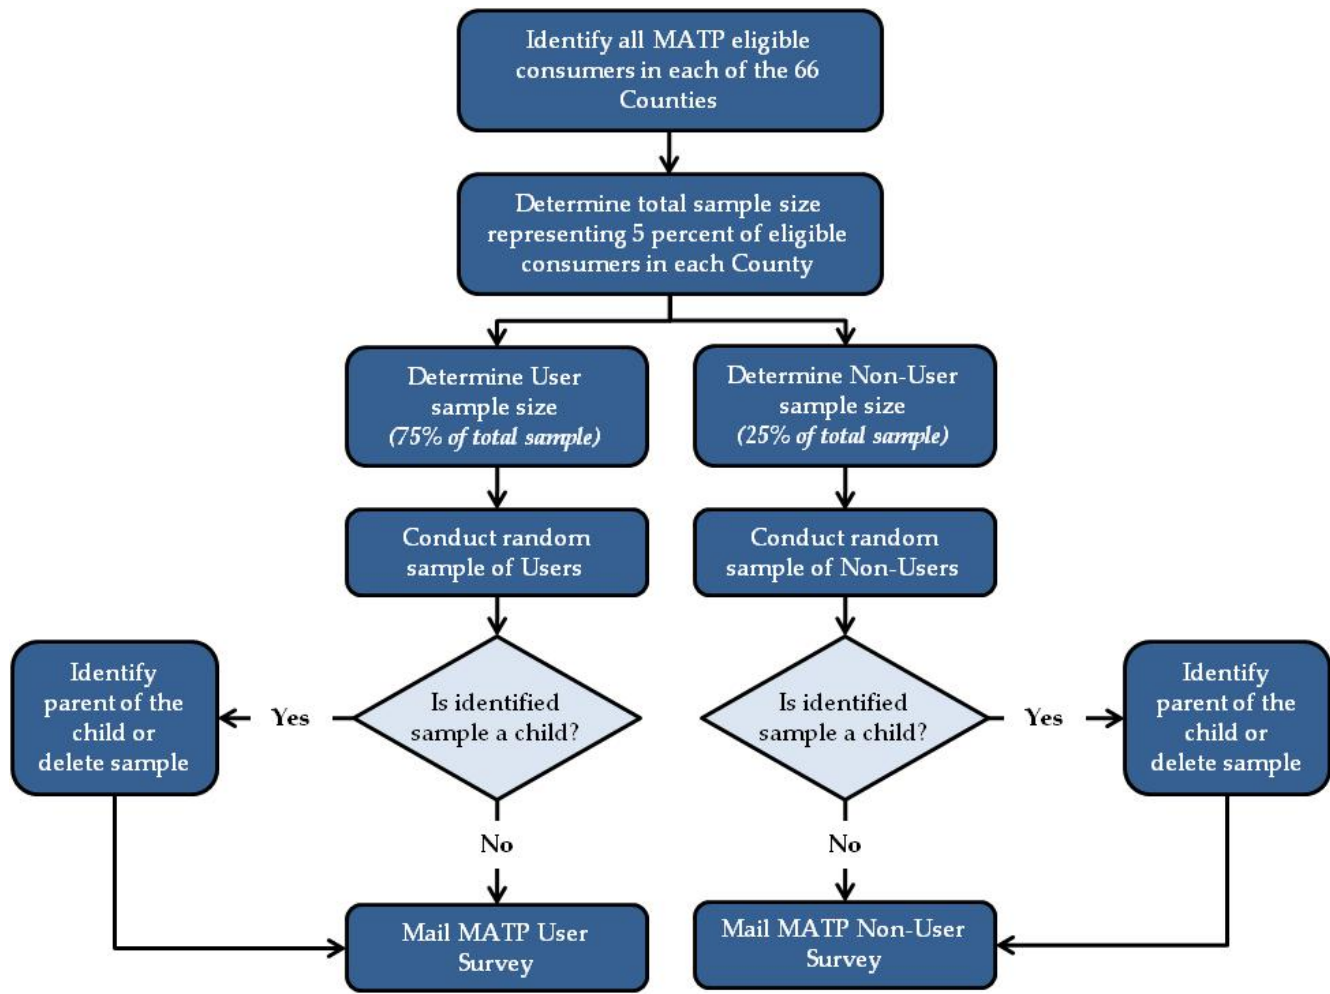 Identify all MATP eligible
consumers in each of the 66
Counties
Determine total sample size
representing 5 percent of eligible
consumers in each County
Determine User
sample size
(75% of total sample)
Determine Non-User
sample size
(25% of total sample)
Conduct random
sample of Users
Conduct random
sample of Non-Users
Identify
parent of the
child or
delete sample
Yes
Is identified
sample a child?
Is identified
sample a child?
Yes
Identify
parent of the
child or
delete sample
No
No
Mail MATP User
Survey
Mail MATP Non-User
Survey